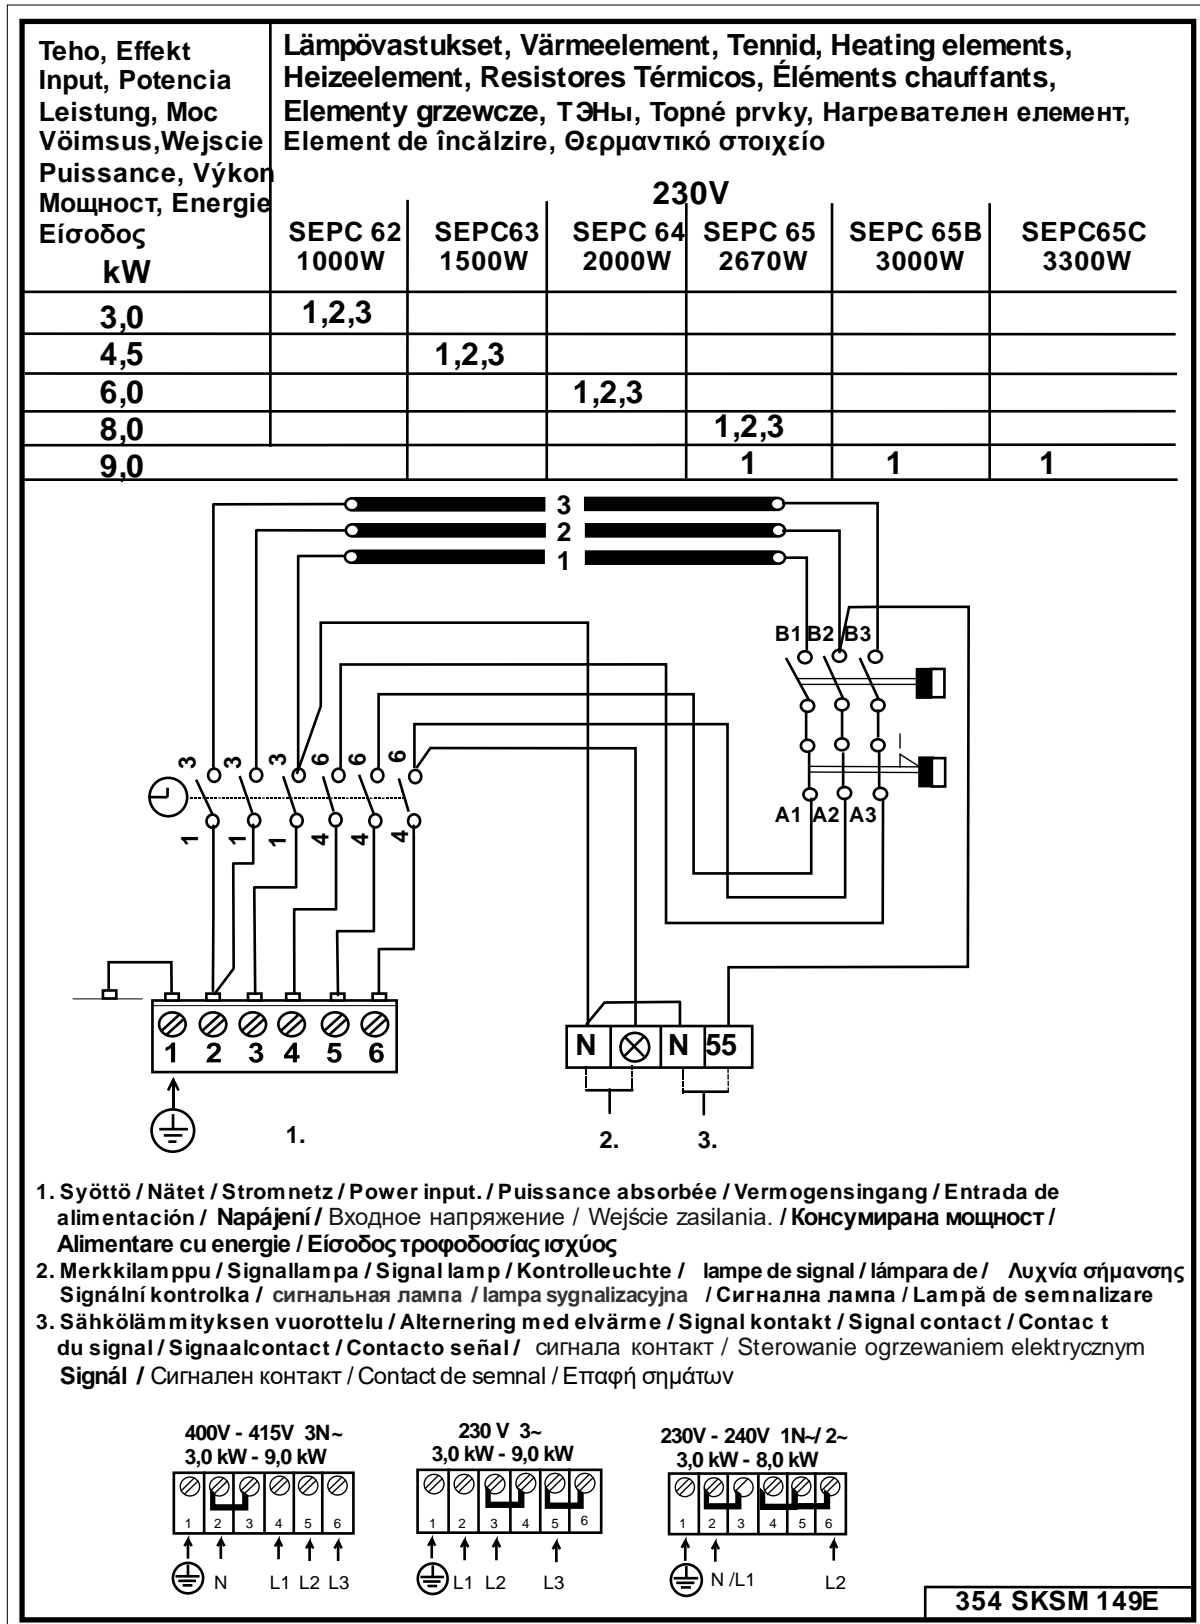 Teho, Effekt
Input, Potencia
Leistung, Moc
Vöimsus,Wejscie
Puissance, Výkon
Мощност, Energie
Είσοδος
kW
Lämpövastukset, Värmeelement, Tennid, Heating elements,
Heizeelement, Resistores Térmicos, Éléments chauffants,
Elementy grzewcze, ТЭНы, Topné prvky, Нагревателен елемент,
Element de încălzire, Θερμαντικό στοιχείο
230V
SEPC 62 SEPC63 SEPC 64 SEPC 65 SEPC 65B SEPC65C
1000W 1500W 2000W 2670W 3000W 3300W
3,0 1,2,3
4,5 1,2,3
6,0 1,2,3
8,0 1,2,3
9,0 1 1 1
3
2
1
B1 B2 B3
3 3 3 6 6 6
1 1 1 4 4 4
A1 A2 A3
1 2 3 4 5 6
N N 55
1. 2. 3.
1. Syöttö / Nätet / Stromnetz / Power input. / Puissance absorbée / Vermogensingang / Entrada de
alimentación / Napájení / Входное напряжение / Wejście zasilania. / Консумирана мощност /
Alimentare cu energie / Είσοδος τροφοδοσίας ισχύος
2. Merkkilamppu / Signallampa / Signal lamp / Kontrolleuchte / lampe de signal / lámpara de / Λυχνία σήμανσης
Signální kontrolka / сигнальная лампа / lampa sygnalizacyjna / Сигнална лампа / Lampă de semnalizare
3. Sähkölämmityksen vuorottelu / Alternering med elvärme / Signal kontakt / Signal contact / Contac t
du signal / Signaalcontact / Contacto señal / сигнала контакт / Sterowanie ogrzewaniem elektrycznym
Signál / Сигнален контакт / Contact de semnal / Επαφή σημάτων
400V - 415V 3N~
3,0 kW - 9,0 kW
1 2 3 4 5 6
N L1 L2 L3
230 V 3~
3,0 kW - 9,0 kW
1 2 3 4 5 6
L1 L2 L3
230V - 240V 1N~/ 2~
3,0 kW - 8,0 kW
1 2 3 4 5 6
N /L1 L2
354 SKSM 149E